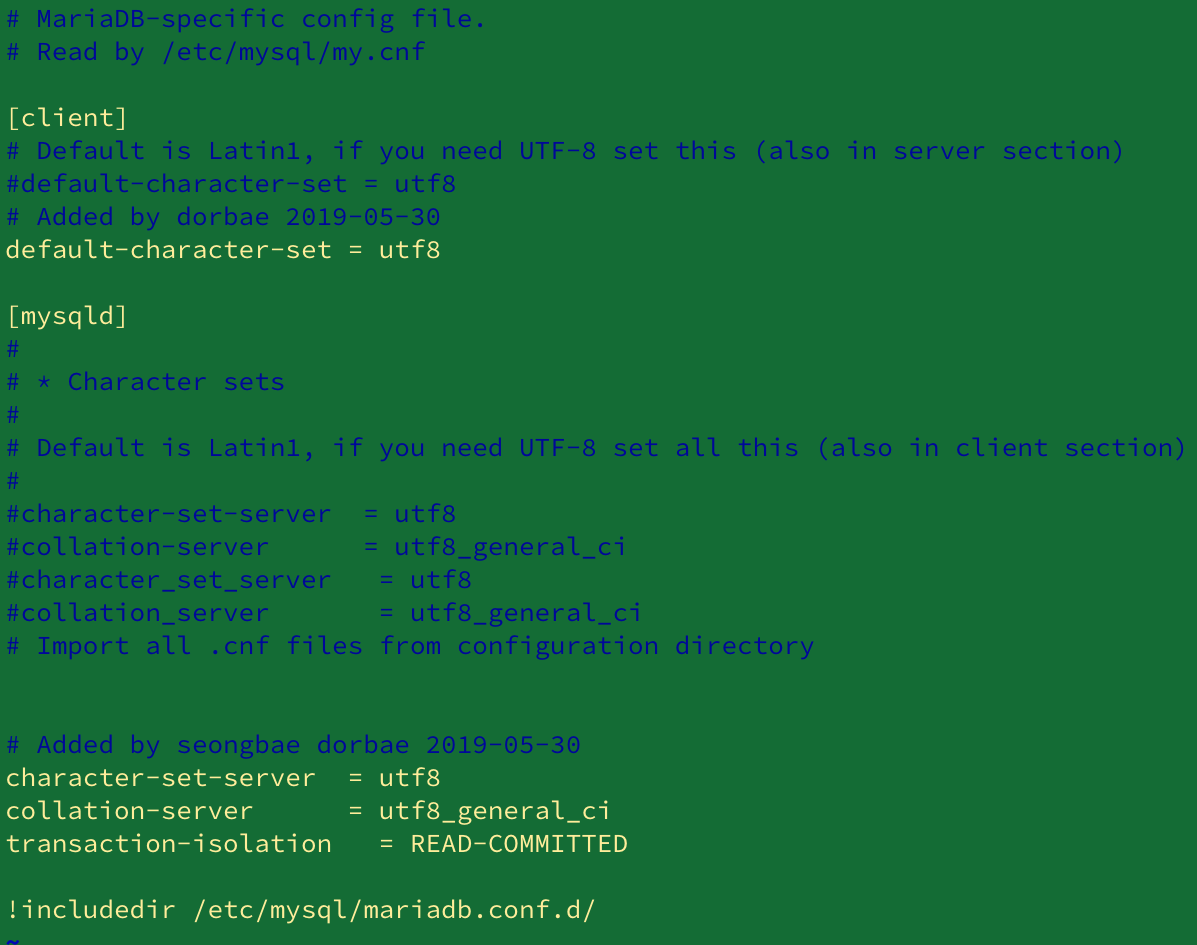 # MariaDB-specific config file.
# Read by /etc/mysql/my.cnf
[client]
# Default is Latin1, if you need UTF-8 set this (also in server section)
#default-character-set = utf8
# Added by dorbae 2019-05-30
default-character-set = utf8
[mysqld]
#
# * Character sets
#
# Default is Latin1, if you need UTF-8 set all this (also in client section)
#
#character-set-server  = utf8
#collation-server      = utf8_general_ci
#character_set_server   = utf8
#collation_server       = utf8_general_ci
# Import all .cnf files from configuration directory
# Added by seongbae dorbae 2019-05-30
character-set-server  = utf8
collation-server      = utf8_general_ci
transaction-isolation   = READ-COMMITTED
!includedir /etc/mysql/mariadb.conf.d/
~